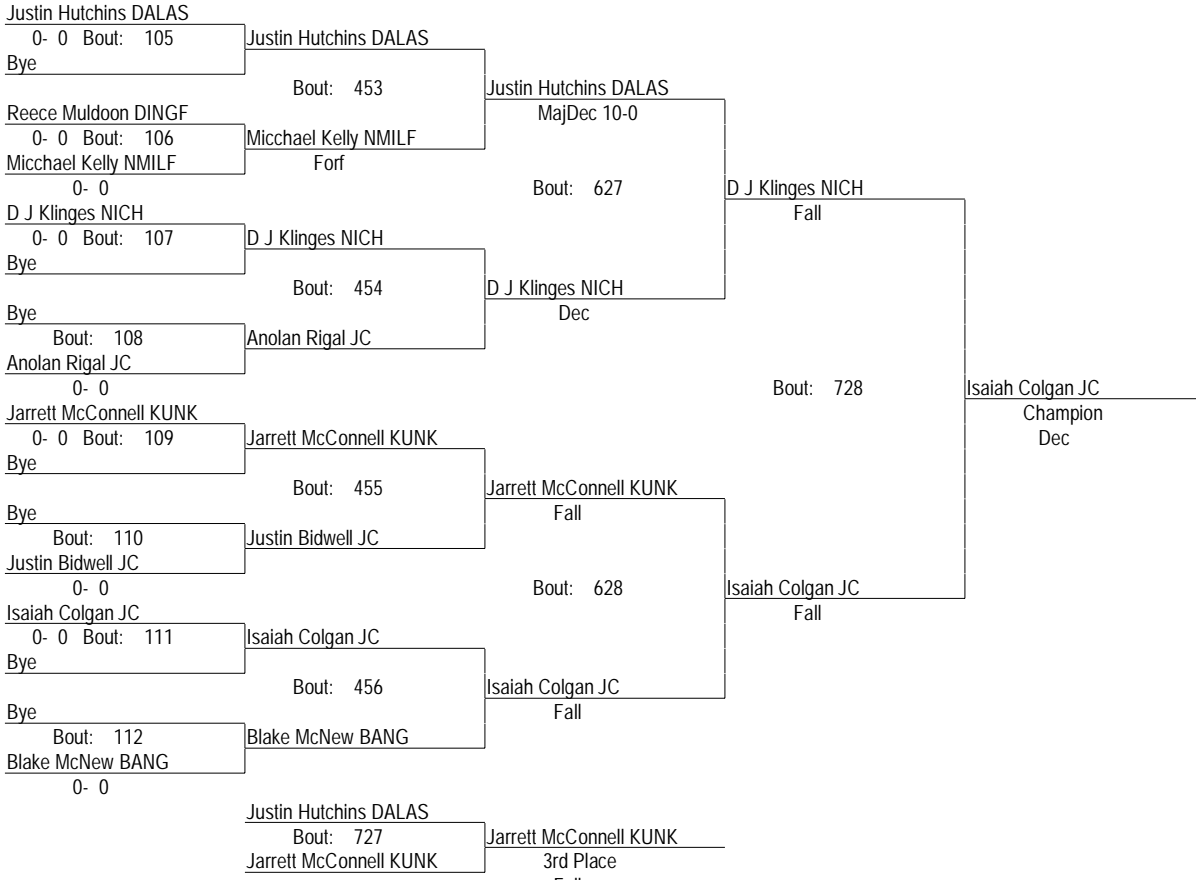 Justin Hutchins DALAS
0- 0 Bout: 105 Justin Hutchins DALAS
Bye
Bout: 453 Justin Hutchins DALAS
Reece Muldoon DINGF MajDec 10-0
0- 0 Bout: 106 Micchael Kelly NMILF
Micchael Kelly NMILF Forf
0- 0 Bout: 627 D J Klinges NICH
D J Klinges NICH Fall
0- 0 Bout: 107 D J Klinges NICH
Bye
Bout: 454 D J Klinges NICH
Bye Dec
Bout: 108 Anolan Rigal JC
Anolan Rigal JC
0- 0 Bout: 728 Isaiah Colgan JC
Jarrett McConnell KUNK Champion
0- 0 Bout: 109 Jarrett McConnell KUNK Dec
Bye
Bout: 455 Jarrett McConnell KUNK
Bye Fall
Bout: 110 Justin Bidwell JC
Justin Bidwell JC
0- 0 Bout: 628 Isaiah Colgan JC
Isaiah Colgan JC Fall
0- 0 Bout: 111 Isaiah Colgan JC
Bye
Bout: 456 Isaiah Colgan JC
Bye Fall
Bout: 112 Blake McNew BANG
Blake McNew BANG
0- 0
Justin Hutchins DALAS
Bout: 727 Jarrett McConnell KUNK
Jarrett McConnell KUNK 3rd Place